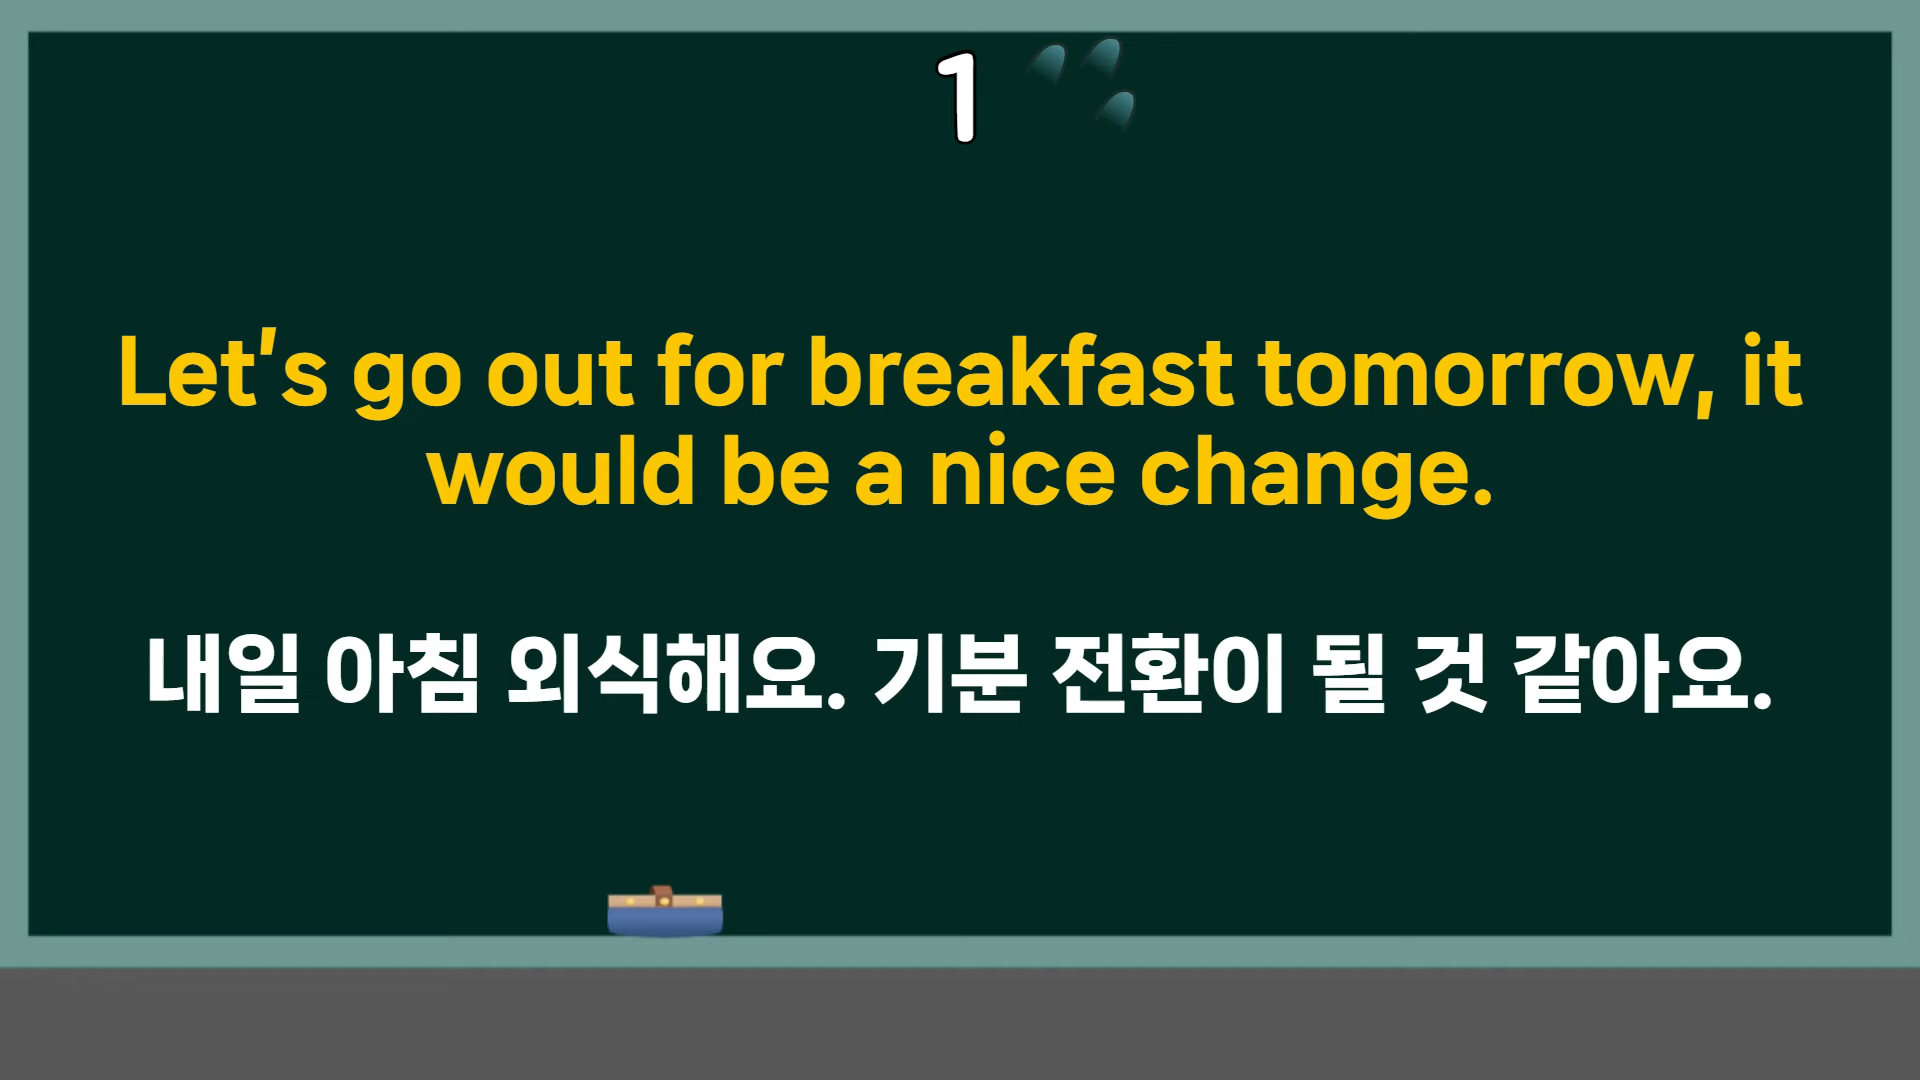 1
Let's go out for breakfast tomorrow, it
would be a nice change.
내일 아침 외식해요. 기분 전환이 될 것 같아요.